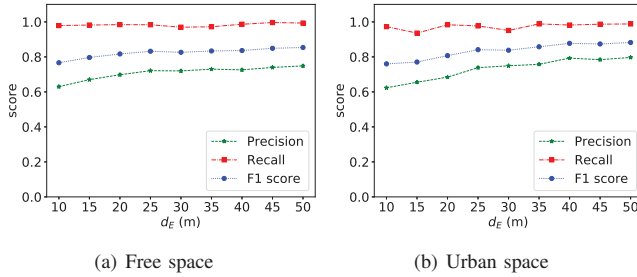 1.0
0.8
0.6
0.4
0.2
0.0
score
Precision
Recall
F1 score
10 15 20 25 30 35 40 45 50
d_E (m)
(a) Free space
1.0
0.8
0.6
0.4
0.2
0.0
score
Precision
Recall
F1 score
10 15 20 25 30 35 40 45 50
d_E (m)
(b) Urban space